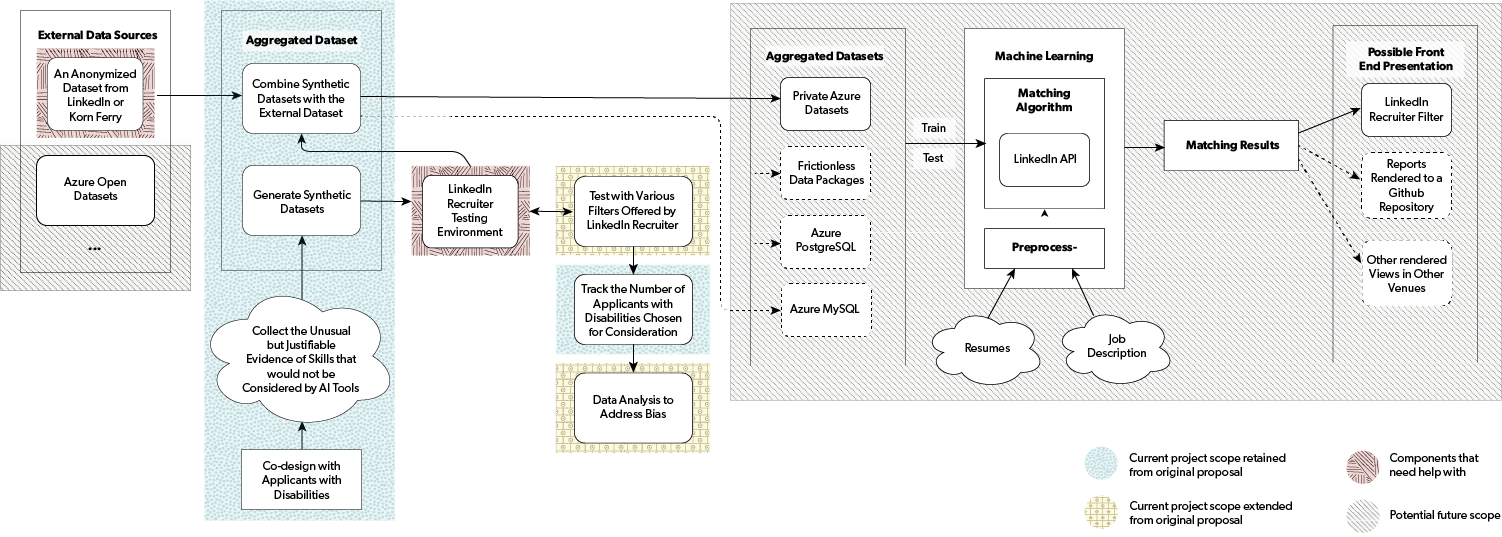 External Data Sources
An Anonymized
Dataset from
LinkedIn or
Korn Ferry
Azure Open
Datasets
...
Aggregated Dataset
Combine Synthetic
Datasets with the
External Dataset
Generate Synthetic
Datasets
Collect the Unusual
but Justifiable
Evidence of Skills that
would not be
Considered by AI Tools
Co-design with
Applicants with
Disabilities
LinkedIn
Recruiter
Testing
Environment
Test with Various
Filters Offered by
LinkedIn Recruiter
Track the Number of
Applicants with
Disabilities Chosen
for Consideration
Data Analysis to
Address Bias
Aggregated Datasets
Private Azure
Datasets
Frictionless
Data Packages
Azure
PostgreSQL
Azure MySQL
Train
Test
Machine Learning
Matching
Algorithm
LinkedIn API
Preprocess-
Resumes
Job
Description
Matching Results
Possible Front
End Presentation
LinkedIn
Recruiter Filter
Reports
Rendered to a
Github
Repository
Other rendered
Views in Other
Venues
Current project scope retained
from original proposal
Current project scope extended
from original proposal
Components that
need help with
Potential future scope